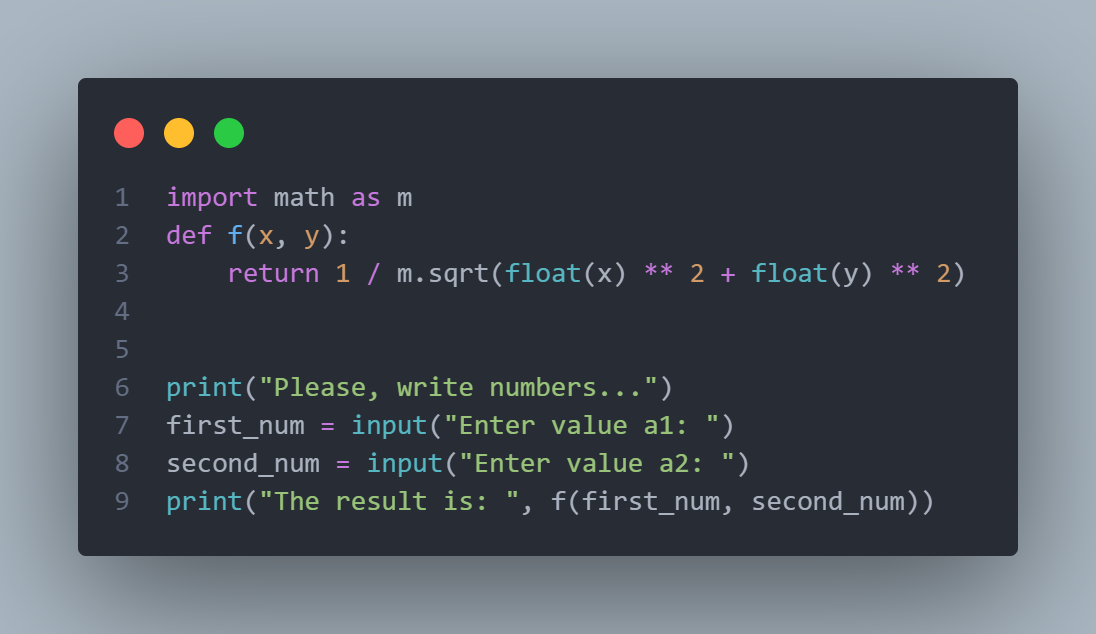 1 import math as m
2 def f(x, y):
3     return 1 / m.sqrt(float(x) ** 2 + float(y) ** 2)
4
5
6 print("Please, write numbers...")
7 first_num = input("Enter value a1: ")
8 second_num = input("Enter value a2: ")
9 print("The result is: ", f(first_num, second_num))